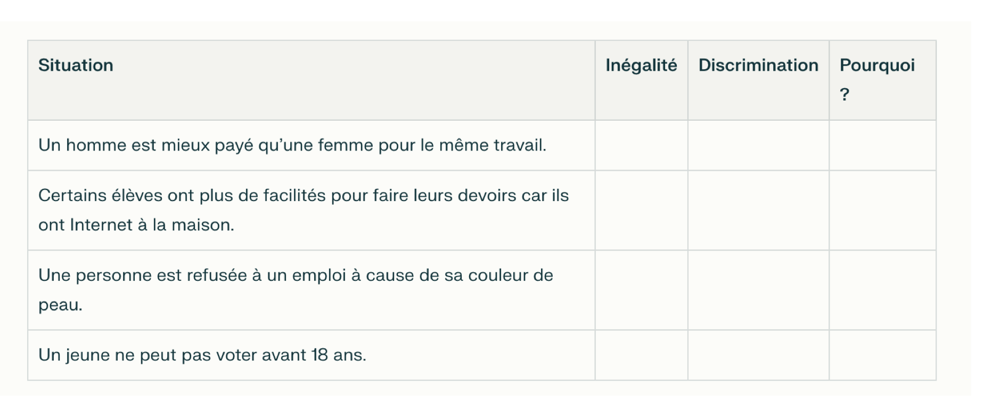 Situation Inégalité Discrimination Pourquoi
?
Un homme est mieux payé qu’une femme pour le même travail.
Certains élèves ont plus de facilités pour faire leurs devoirs car ils
ont Internet à la maison.
Une personne est refusée à un emploi à cause de sa couleur de
peau.
Un jeune ne peut pas voter avant 18 ans.